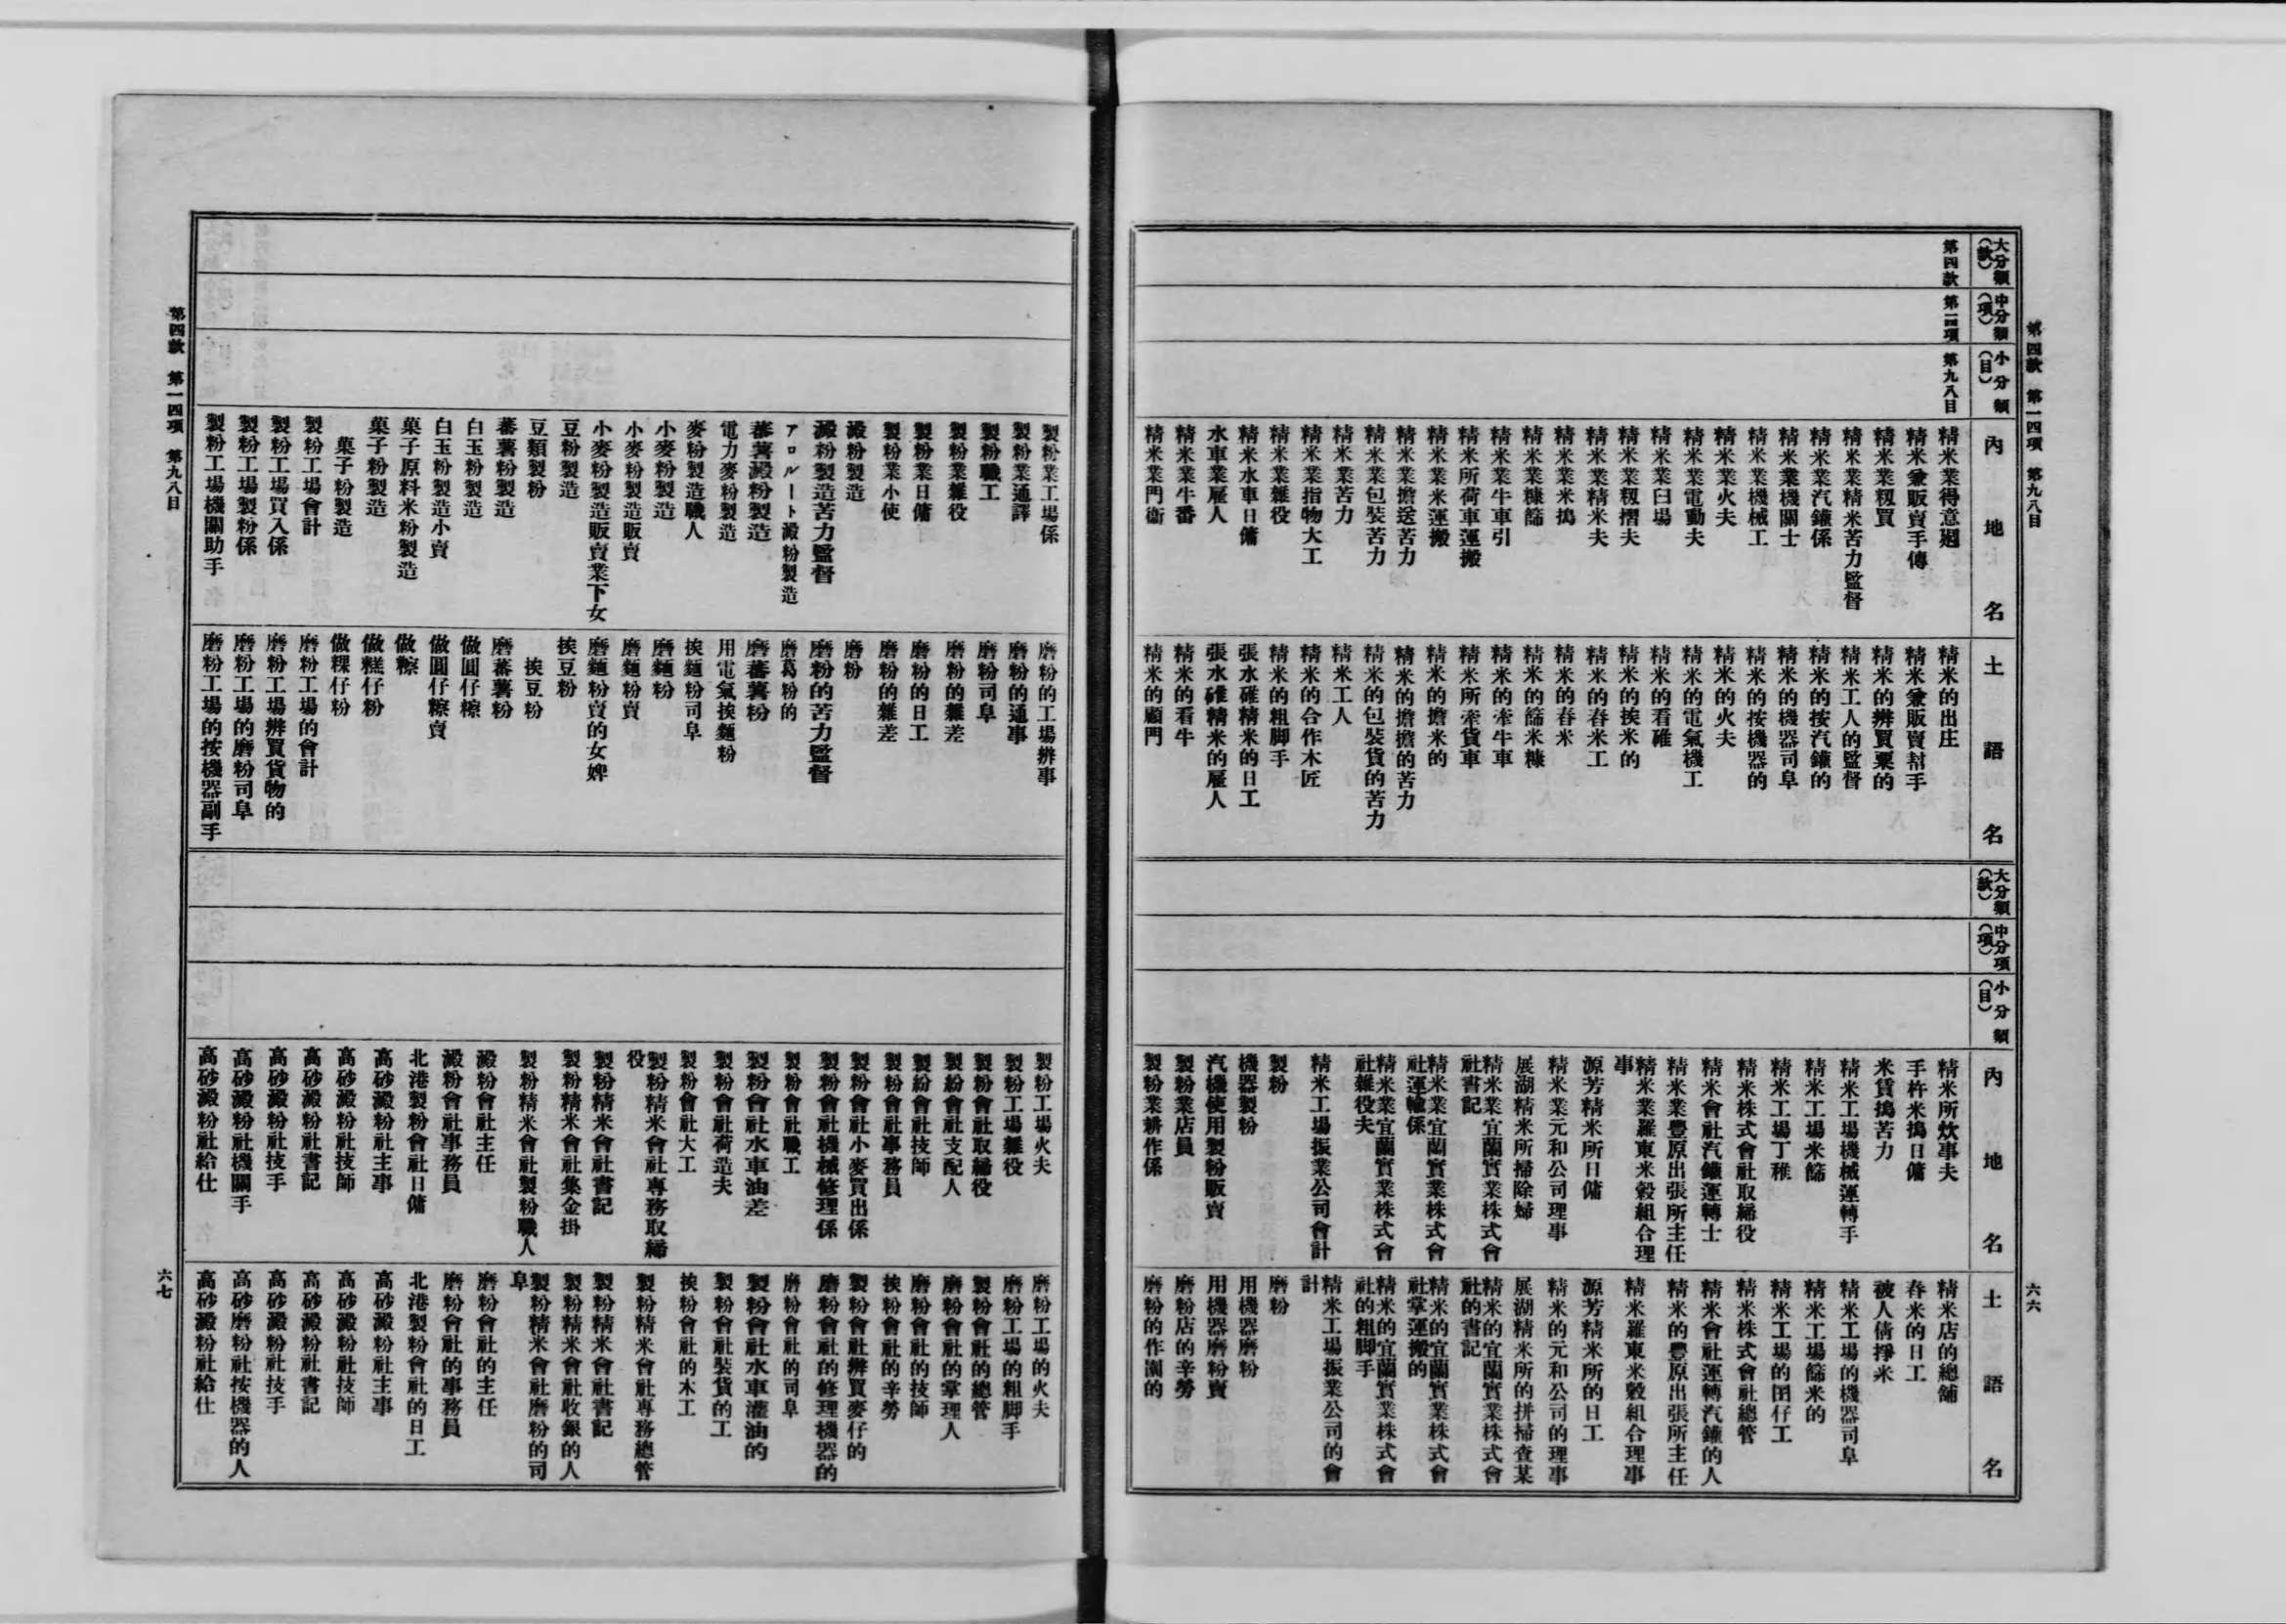 第四款 第一四項 第九八目
六六
大分類(款)
中分類(項)
小分類(目)
內地名
土語名
第四款
第一四項
第九八目
精米業得意廻
精米兼販賣手傳
精米業籾買
精米業精米苦力監督
精米業汽鑵係
精米業機關士
精米業機械工
精米業火夫
精米業電動夫
精米業臼場
精米業籾摺夫
精米業精米夫
精米業米搗
精米業糠篩
精米業牛車引
精米所荷車運搬
精米業米運搬
精米業擔送苦力
精米業包裝苦力
精米業苦力
精米業指物大工
精米業雜役
精米水車日傭
水車業雇人
精米業牛番
精米業門衞
精米的出庄
精米兼販賣幇手
精米的辨買粟的
精米工人的監督
精米的按汽鑵的
精米的機器司阜
精米的按機器的
精米的火夫
精米的電氣機工
精米的看碓
精米的挨米的
精米的舂米工
精米的舂米
精米的篩米糠
精米的牽牛車
精米所牽貨車
精米的擔米的
精米的擔擔的苦力
精米的包裝貨的苦力
精米工人
精米的合作木匠
精米的粗脚手
張水碓精米的日工
張水碓精米的雇人
精米的看牛
精米的顧門
大分類(款)
中分項(項)
小分類(目)
內地名
土語名
精米所炊事夫
手杵米搗日傭
米賃搗苦力
精米工場機械運轉手
精米工場米篩
精米工場丁稚
精米株式會社取締役
精米會社汽鑵運轉士
精米業豐原出張所主任
精米業羅東米穀組合理
事
源芳精米所日傭
精米業元和公司理事
展湖精米所掃除婦
精米業宜蘭實業株式會
社書記
精米業宜蘭實業株式會
社運輸係
精米業宜蘭實業株式會
社雜役夫
精米工場振業公司會計
製粉
機器製粉
汽機使用製粉販賣
製粉業店員
製粉業耕作係
精米店的總舖
舂米的日工
被人倩掙米
精米工場的機器司阜
精米工場篩米的
精米工場的囝仔工
精米株式會社總管
精米會社運轉汽鑵的人
精米的豐原出張所主任
精米羅東米穀組合理事
源芳精米所的日工
精米的元和公司的理事
展湖精米所的拼掃查某
精米的宜蘭實業株式會
社的書記
精米的宜蘭實業株式會
社掌運搬的
精米的宜蘭實業株式會
社的粗脚手
精米工場振業公司的會
計
磨粉
用機器磨粉
用機器磨粉賣
磨粉店的辛勞
磨粉的作園的
製粉業工場係
製粉業通譯
製粉職工
製粉業雜役
製粉業日傭
製粉業小使
澱粉製造
澱粉製造苦力監督
アロルート澱粉製造
蕃薯澱粉製造
電力麥粉製造
麥粉製造職人
小麥粉製造
小麥粉製造販賣
小麥粉製造販賣業下女
豆粉製造
豆類製粉
蕃薯粉製造
白玉粉製造
白玉粉製造小賣
菓子原料米粉製造
菓子粉製造
菓子粉製造
製粉工場會計
製粉工場買入係
製粉工場製粉係
製粉工場機關助手
磨粉的工場辨事
磨粉的通事
磨粉司阜
磨粉的雜差
磨粉的日工
磨粉的雜差
磨粉
磨粉的苦力監督
磨葛粉的
磨蕃薯粉
用電氣挨麵粉
挨麵粉司阜
磨麵粉
磨麵粉賣
磨麵粉賣的女婢
挨豆粉
挨豆粉
磨蕃薯粉
做圓仔𥻵
做圓仔𥻵賣
做𥻵
做糕仔粉
做粿仔粉
磨粉工場的會計
磨粉工場辨買貨物的
磨粉工場的磨粉司阜
磨粉工場的按機器副手
製粉工場火夫
製粉工場雜役
製粉會社取締役
製粉會社支配人
製粉會社技師
製粉會社事務員
製粉會社小麥買出係
製粉會社機械修理係
製粉會社職工
製粉會社水車油差
製粉會社荷造夫
製粉會社大工
製粉精米會社專務取締
役
製粉精米會社書記
製粉精米會社集金掛
製粉精米會社製粉職人
澱粉會社主任
澱粉會社事務員
北港製粉會社日傭
高砂澱粉社主事
高砂澱粉社技師
高砂澱粉社書記
高砂澱粉社技手
高砂澱粉社機關手
高砂澱粉社給仕
磨粉工場的火夫
磨粉工場的粗脚手
製粉會社的總管
磨粉會社的掌理人
磨粉會社的技師
挨粉會社的辛勞
製粉會社辨買麥仔的
磨粉會社的修理機器的
磨粉會社的司阜
製粉會社水車灌油的
製粉會社裝貨的工
挨粉會社的木工
製粉精米會社專務總管
製粉精米會社書記
製粉精米會社收銀的人
製粉精米會社磨粉的司
阜
磨粉會社的主任
磨粉會社的事務員
北港製粉會社的日工
高砂澱粉社主事
高砂澱粉社技師
高砂澱粉社書記
高砂澱粉社技手
高砂磨粉社按機器的人
高砂澱粉社給仕
第四款 第一四項 第九八目
六七